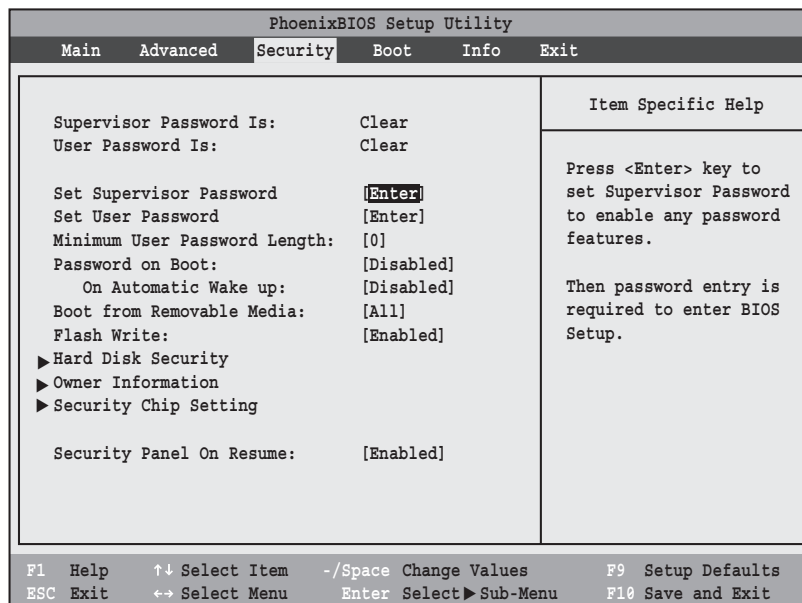 PhoenixBIOS Setup Utility
Main Advanced Security Boot Info Exit
Supervisor Password Is: Clear
User Password Is: Clear
Set Supervisor Password [Enter]
Set User Password [Enter]
Minimum User Password Length: [0]
Password on Boot: [Disabled]
On Automatic Wake up: [Disabled]
Boot from Removable Media: [All]
Flash Write: [Enabled]
▶Hard Disk Security
▶Owner Information
▶Security Chip Setting
Security Panel On Resume: [Enabled]
Item Specific Help
Press <Enter> key to
set Supervisor Password
to enable any password
features.
Then password entry is
required to enter BIOS
Setup.
F1 Help ↑↓ Select Item -/Space Change Values F9 Setup Defaults
ESC Exit ←→ Select Menu Enter Select▶Sub-Menu F10 Save and Exit